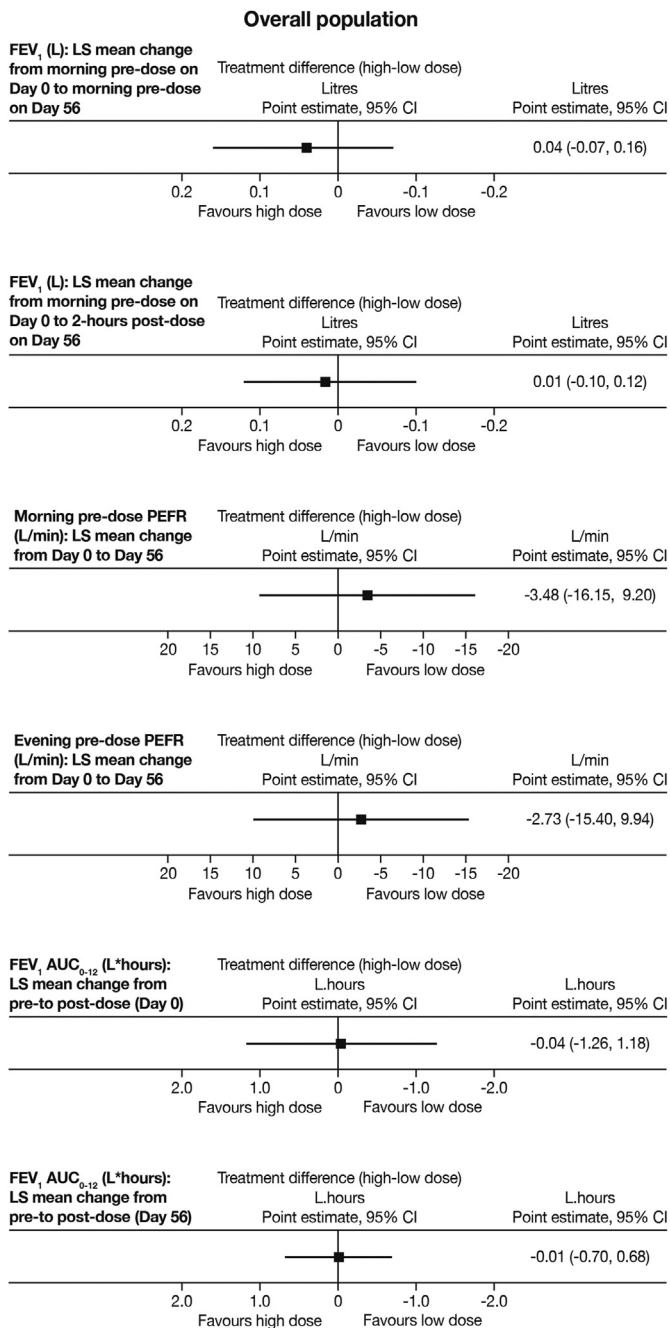 Overall population
FEV₁ (L): LS mean change
from morning pre-dose on
Day 0 to morning pre-dose
on Day 56
Treatment difference (high-low dose)
Litres
Point estimate, 95% CI
Litres
Point estimate, 95% CI
0.04 (-0.07, 0.16)
0.2 0.1 0 -0.1 -0.2
Favours high dose Favours low dose
FEV₁ (L): LS mean change
from morning pre-dose on
Day 0 to 2-hours post-dose
on Day 56
Treatment difference (high-low dose)
Litres
Point estimate, 95% CI
Litres
Point estimate, 95% CI
0.01 (-0.10, 0.12)
0.2 0.1 0 -0.1 -0.2
Favours high dose Favours low dose
Morning pre-dose PEFR
(L/min): LS mean change
from Day 0 to Day 56
Treatment difference (high-low dose)
L/min
Point estimate, 95% CI
L/min
Point estimate, 95% CI
-3.48 (-16.15, 9.20)
20 15 10 5 0 -5 -10 -15 -20
Favours high dose Favours low dose
Evening pre-dose PEFR
(L/min): LS mean change
from Day 0 to Day 56
Treatment difference (high-low dose)
L/min
Point estimate, 95% CI
L/min
Point estimate, 95% CI
-2.73 (-15.40, 9.94)
20 15 10 5 0 -5 -10 -15 -20
Favours high dose Favours low dose
FEV₁ AUC₀₋₁₂ (L*hours):
LS mean change from
pre-to post-dose (Day 0)
Treatment difference (high-low dose)
L.hours
Point estimate, 95% CI
L.hours
Point estimate, 95% CI
-0.04 (-1.26, 1.18)
2.0 1.0 0 -1.0 -2.0
Favours high dose Favours low dose
FEV₁ AUC₀₋₁₂ (L*hours):
LS mean change from
pre-to post-dose (Day 56)
Treatment difference (high-low dose)
L.hours
Point estimate, 95% CI
L.hours
Point estimate, 95% CI
-0.01 (-0.70, 0.68)
2.0 1.0 0 -1.0 -2.0
Favours high dose Favours low dose